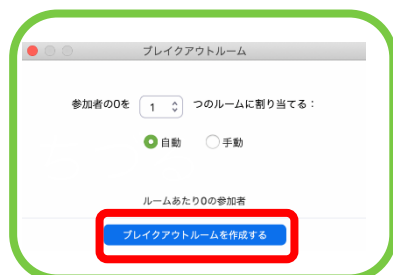 ブレイクアウトルーム
参加者の0を 1 つのルームに割り当てる：
自動 手動
ルームあたり0の参加者
ブレイクアウトルームを作成する